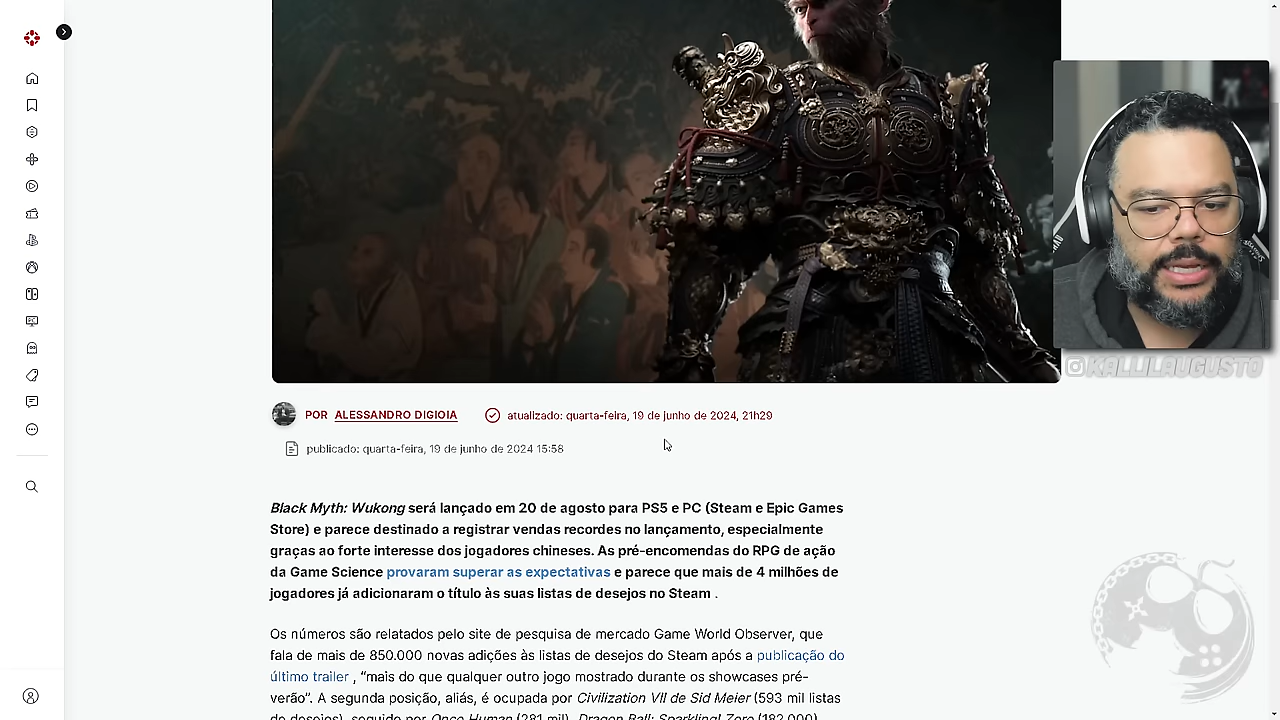 @KALLILAUGUSTO
POR ALESSANDRO DIGIOIA
atualizado: quarta-feira, 19 de junho de 2024, 21h29
publicado: quarta-feira, 19 de junho de 2024 15:58
Black Myth: Wukong será lançado em 20 de agosto para PS5 e PC (Steam e Epic Games
Store) e parece destinado a registrar vendas recordes no lançamento, especialmente
graças ao forte interesse dos jogadores chineses. As pré-encomendas do RPG de ação
da Game Science provaram superar as expectativas e parece que mais de 4 milhões de
jogadores já adicionaram o título às suas listas de desejos no Steam .
Os números são relatados pelo site de pesquisa de mercado Game World Observer, que
fala de mais de 850.000 novas adições às listas de desejos do Steam após a publicação do
último trailer , “mais do que qualquer outro jogo mostrado durante os showcases pré-
verão”. A segunda posição, aliás, é ocupada por Civilization VII de Sid Meier (593 mil listas
de desejos), seguido por Once Human (281 mil), Dragon Ball: Sparking! Zero (182.000)